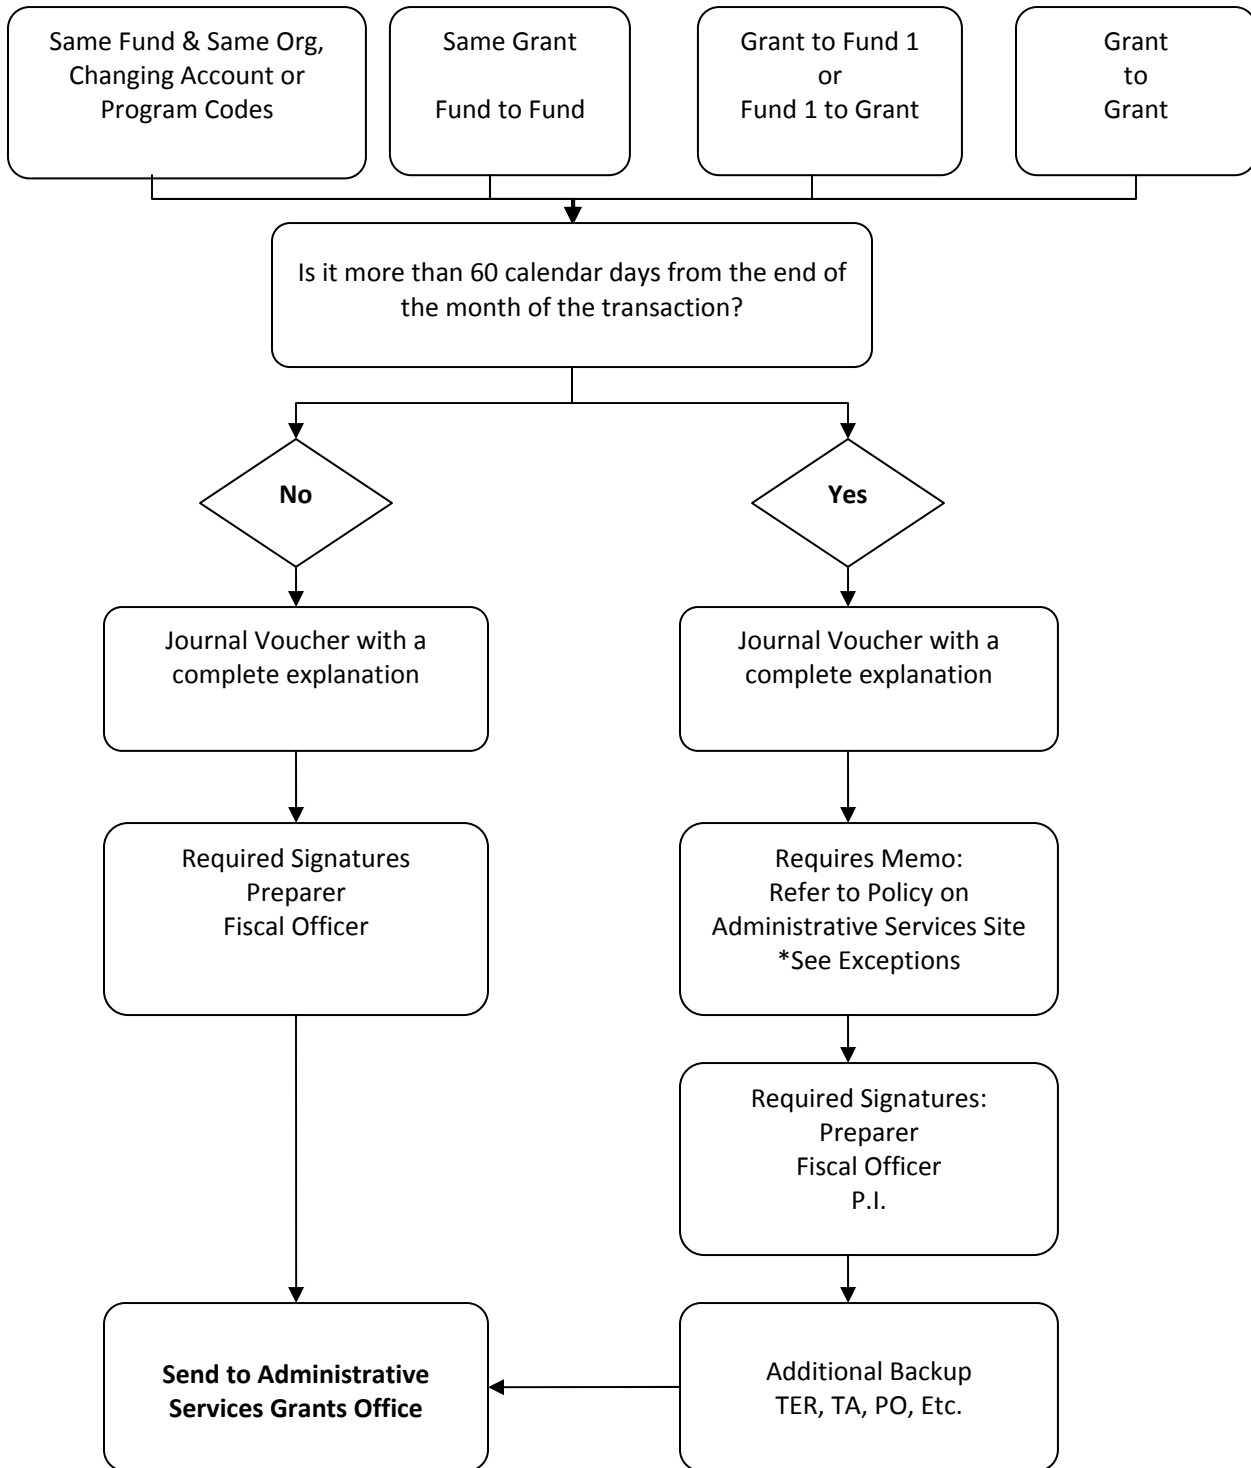 Same Fund & Same Org,
Changing Account or
Program Codes
Same Grant
Fund to Fund
Grant to Fund 1
or
Fund 1 to Grant
Grant
to
Grant
Is it more than 60 calendar days from the end of
the month of the transaction?
No
Yes
Journal Voucher with a
complete explanation
Journal Voucher with a
complete explanation
Required Signatures
Preparer
Fiscal Officer
Requires Memo:
Refer to Policy on
Administrative Services Site
*See Exceptions
Required Signatures:
Preparer
Fiscal Officer
P.I.
Send to Administrative
Services Grants Office
Additional Backup
TER, TA, PO, Etc.